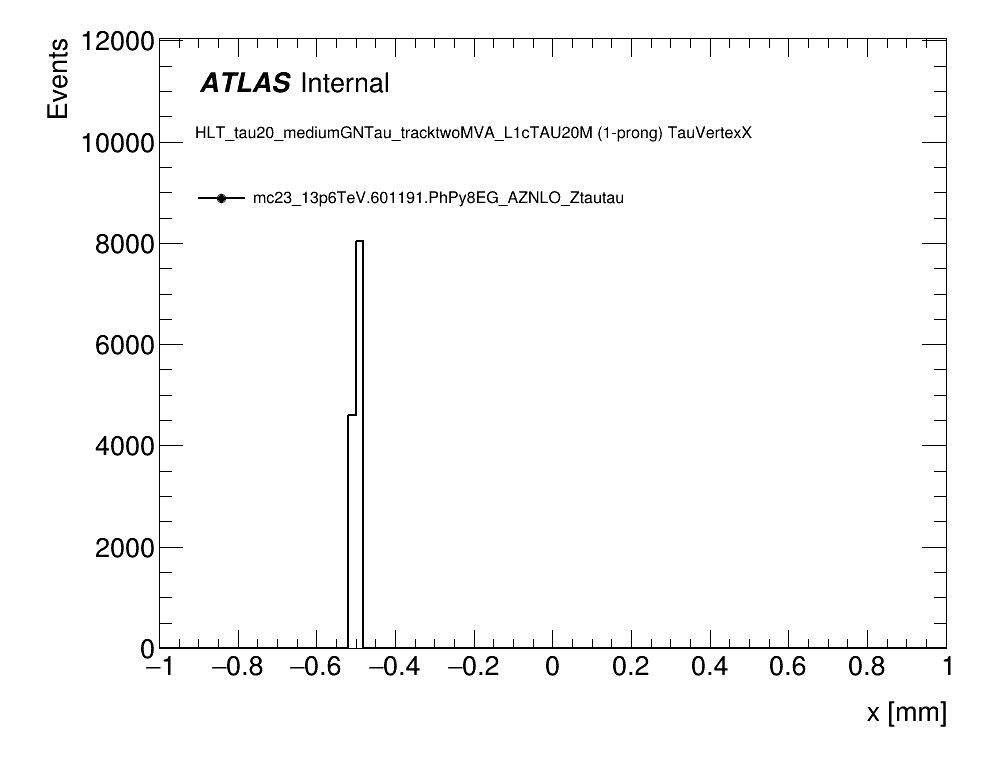 Events
12000
10000
8000
6000
4000
2000
0
ATLAS Internal
HLT_tau20_mediumGNTau_tracktwoMVA_L1cTAU20M (1-prong) TauVertexX
mc23_13p6TeV.601191.PhPy8EG_AZNLO_Ztautau
−1 −0.8 −0.6 −0.4 −0.2 0 0.2 0.4 0.6 0.8 1
x [mm]